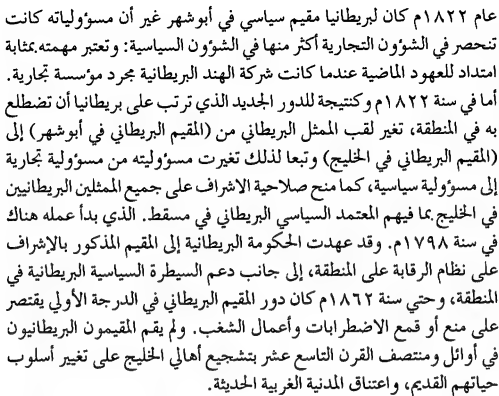 عام ١٨٢٢م كان لبريطانيا مقيم سياسي في أبوشهر غير أن مسؤولياته كانت
تنحصر في الشؤون التجارية أكثر منها في الشؤون السياسية: وتعتبر مهمته.بمثابة
امتداد للعهود الماضية عندما كانت شركة الهند البريطانية مجرد مؤسسة تجارية.
أما في سنة ١٨٢٢م وكنتيجة للدور الجديد الذي ترتب على بريطانيا أن تضطلع
به في المنطقة، تغير لقب الممثل البريطاني من (المقيم البريطاني في أبوشهر) إلى
(المقيم البريطاني في الخليج) وتبعا لذلك تغيرت مسؤوليته من مسؤولية تجارية
إلى مسؤولية سياسية، كما منح صلاحية الاشراف على جميع الممثلين البريطانيين
في الخليج.بما فيهم المعتمد السياسي البريطاني في مسقط. الذي بدأ عمله هناك
في سنة ١٧٩٨م. وقد عهدت الحكومة البريطانية إلى المقيم المذكور بالإشراف
على نظام الرقابة على المنطقة، إلى جانب دعم السيطرة السياسية البريطانية في
المنطقة، وحتي سنة ١٨٦٢م كان دور المقيم البريطاني في الدرجة الأولي يقتصر
على منع أو قمع الاضطرابات وأعمال الشغب. ولم يقم المقيمون البريطانيون
في أوائل ومنتصف القرن التاسع عشر بتشجيع أهالي الخليج على تغيير أسلوب
حياتهم القديم، واعتناق المدنية الغربية الحديثة.